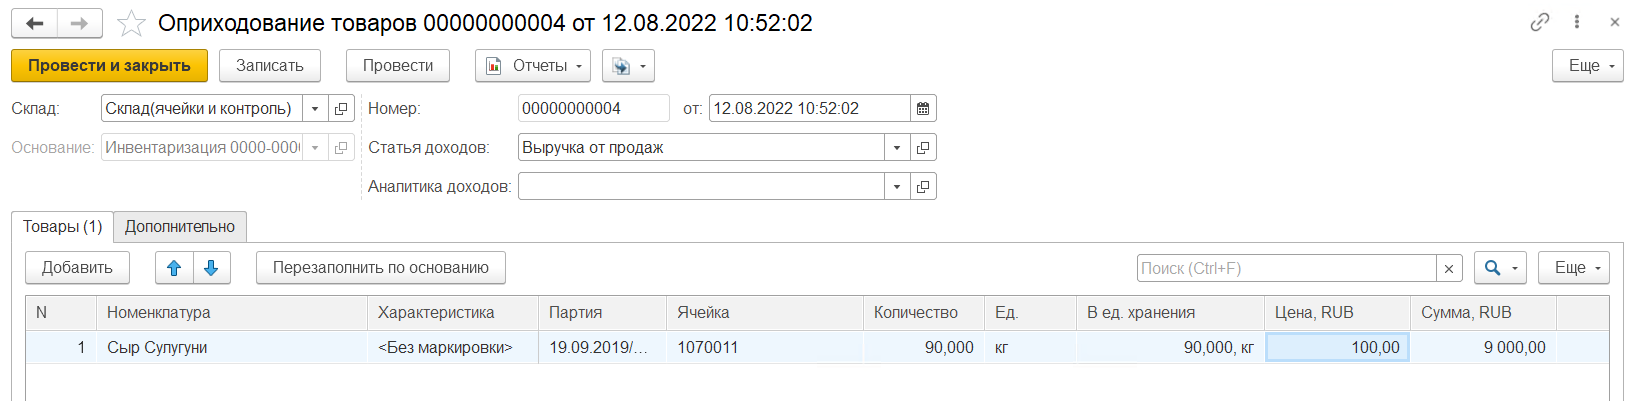 Оприходование товаров 00000000004 от 12.08.2022 10:52:02
Провести и закрыть Записать Провести Отчеты Еще
Склад: Склад(ячейки и контроль) Номер: 00000000004 от: 12.08.2022 10:52:02
Основание: Инвентаризация 0000-000 Статья доходов: Выручка от продаж
Аналитика доходов:
Товары (1) Дополнительно
Добавить Перезаполнить по основанию Поиск (Ctrl+F) × Еще
N Номенклатура Характеристика Партия Ячейка Количество Ед. В ед. хранения Цена, RUB Сумма, RUB
1 Сыр Сулугуни <Без маркировки> 19.09.2019/... 1070011 90,000 кг 90,000, кг 100,00 9 000,00